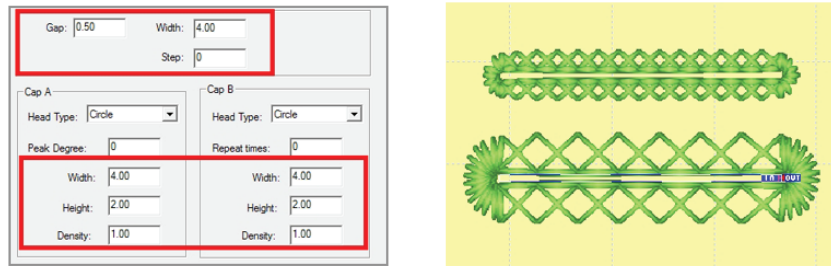 Gap: 0.50 Width: 4.00
Step: 0
Cap A
Head Type: Circle
Peak Degree: 0
Width: 4.00
Height: 2.00
Density: 1.00
Cap B
Head Type: Circle
Repeat times: 0
Width: 4.00
Height: 2.00
Density: 1.00
IN OUT